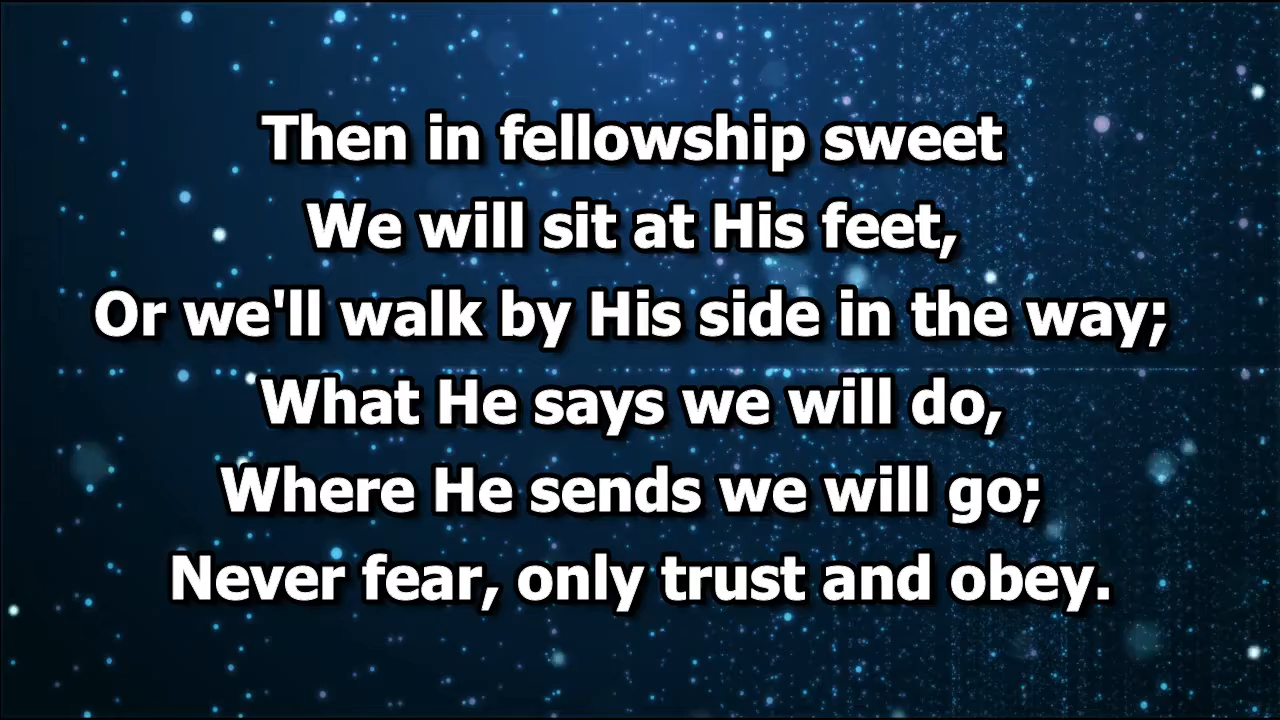 Then in fellowship sweet
We will sit at His feet,
Or we'll walk by His side in the way;
What He says we will do,
Where He sends we will go;
Never fear, only trust and obey.